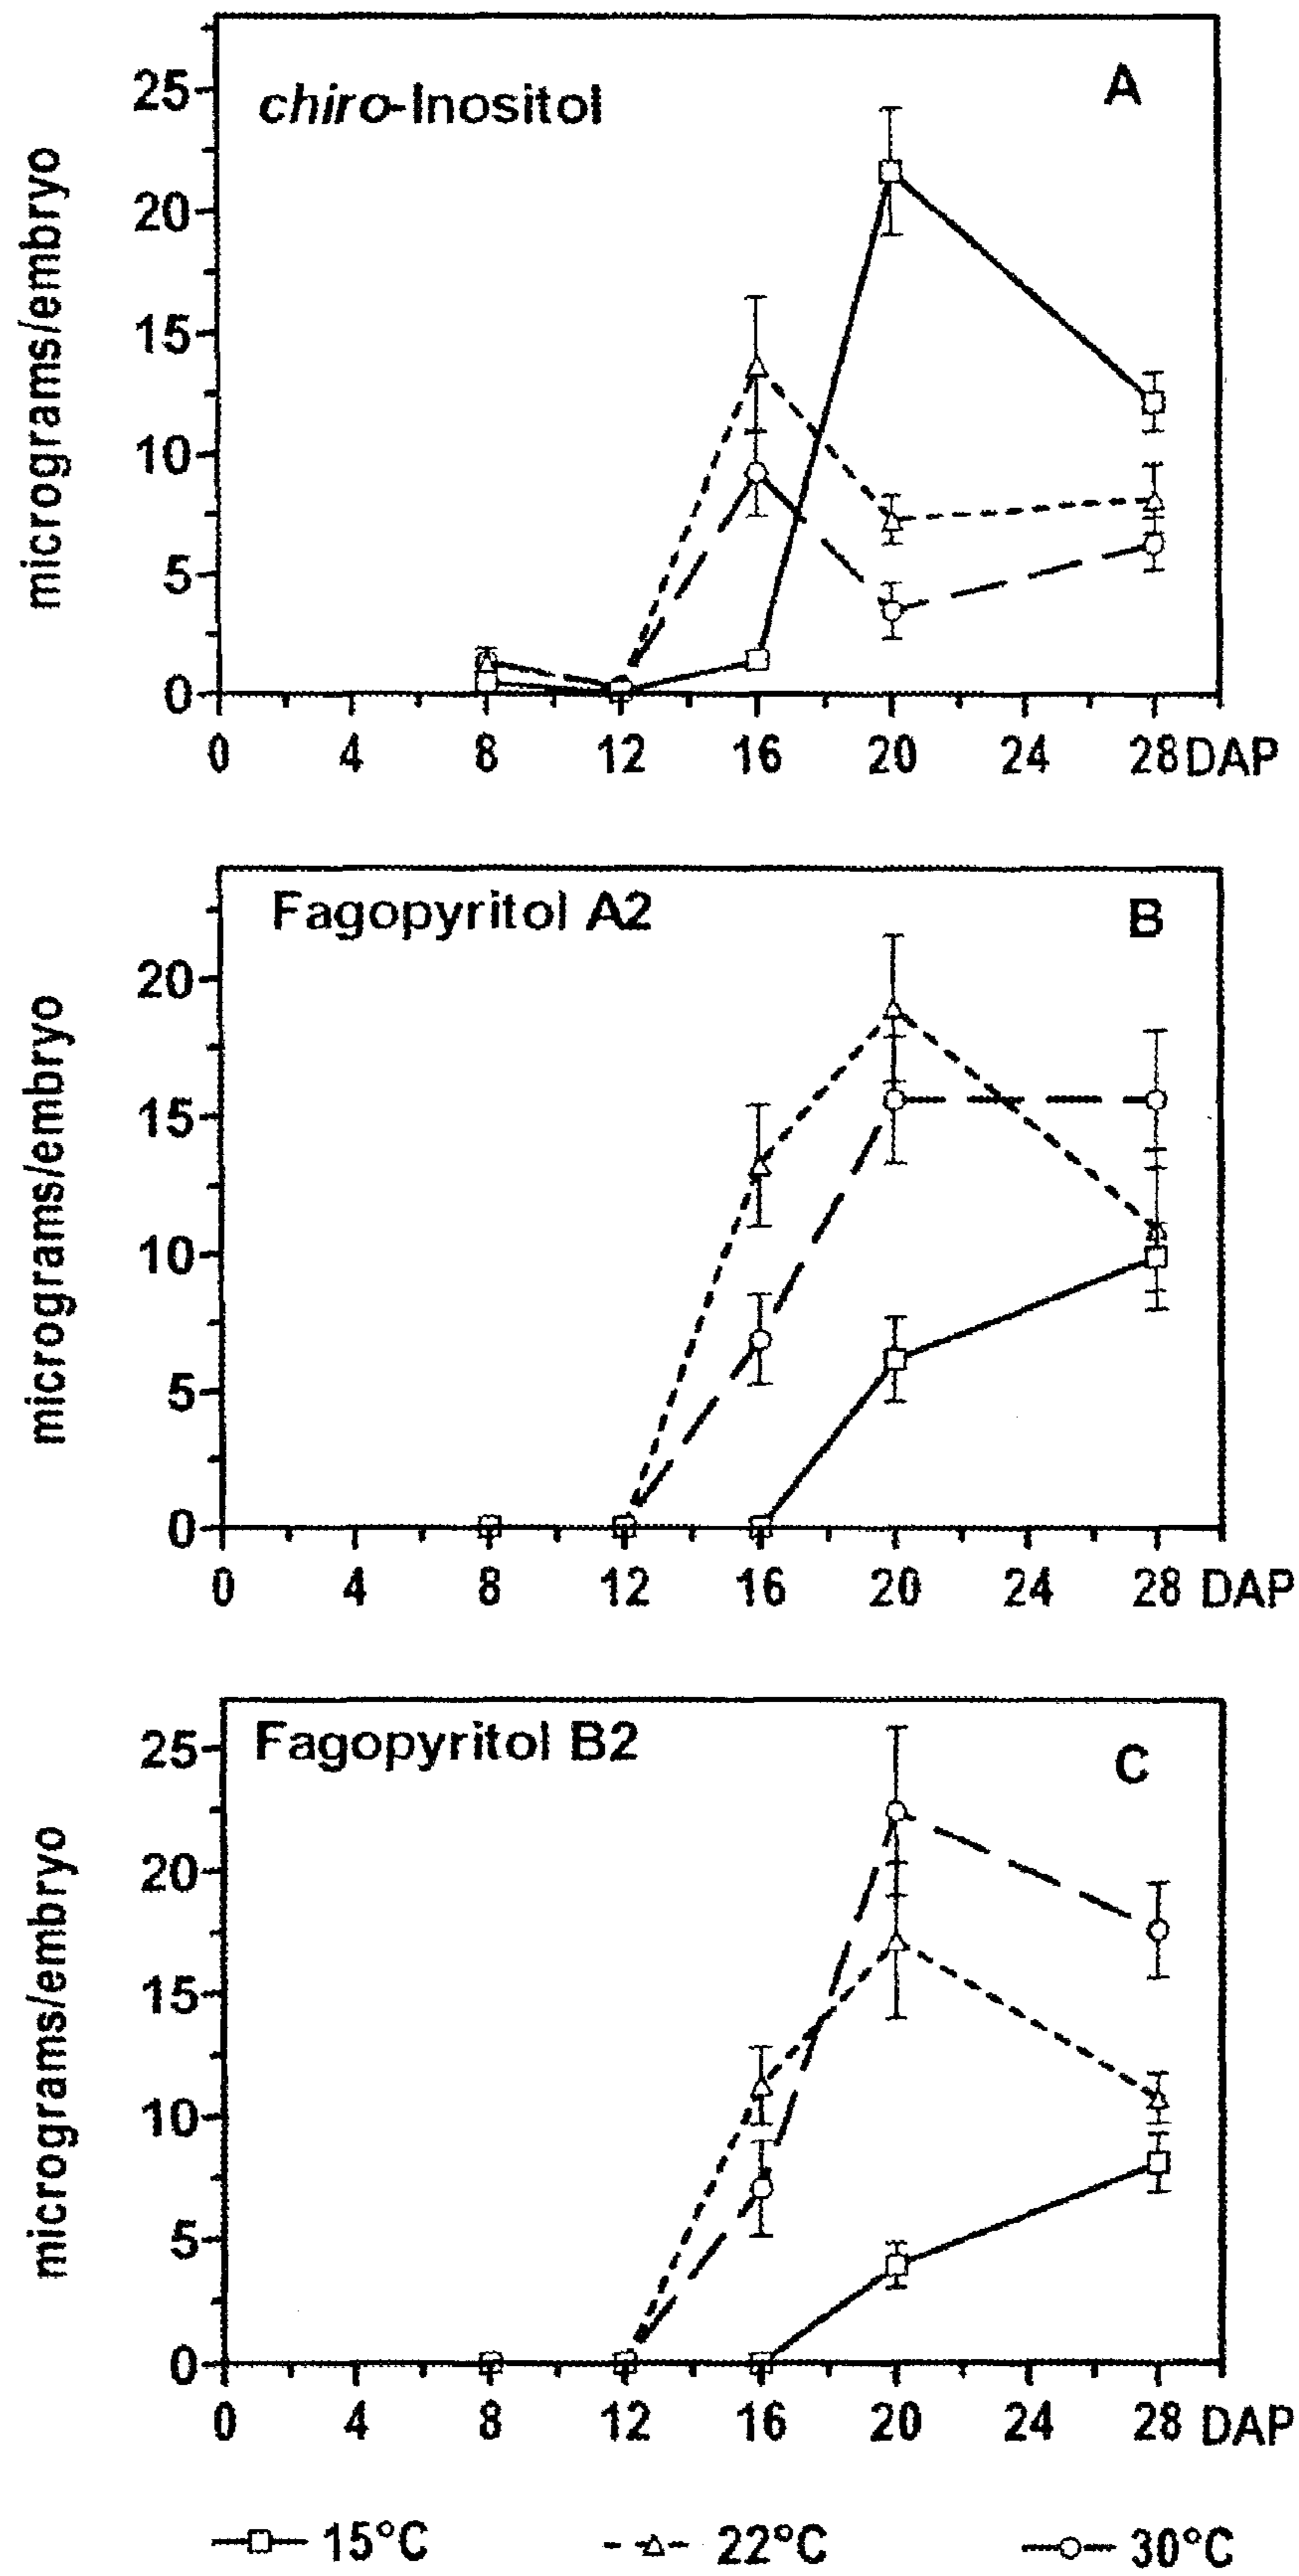 chiro-Inositol
A
micrograms/embryo
25
20
15
10
5
0
0 4 8 12 16 20 24 28 DAP
Fagopyritol A2
B
micrograms/embryo
20
15
10
5
0
0 4 8 12 16 20 24 28 DAP
Fagopyritol B2
C
micrograms/embryo
25
20
15
10
5
0
0 4 8 12 16 20 24 28 DAP
15°C 22°C 30°C